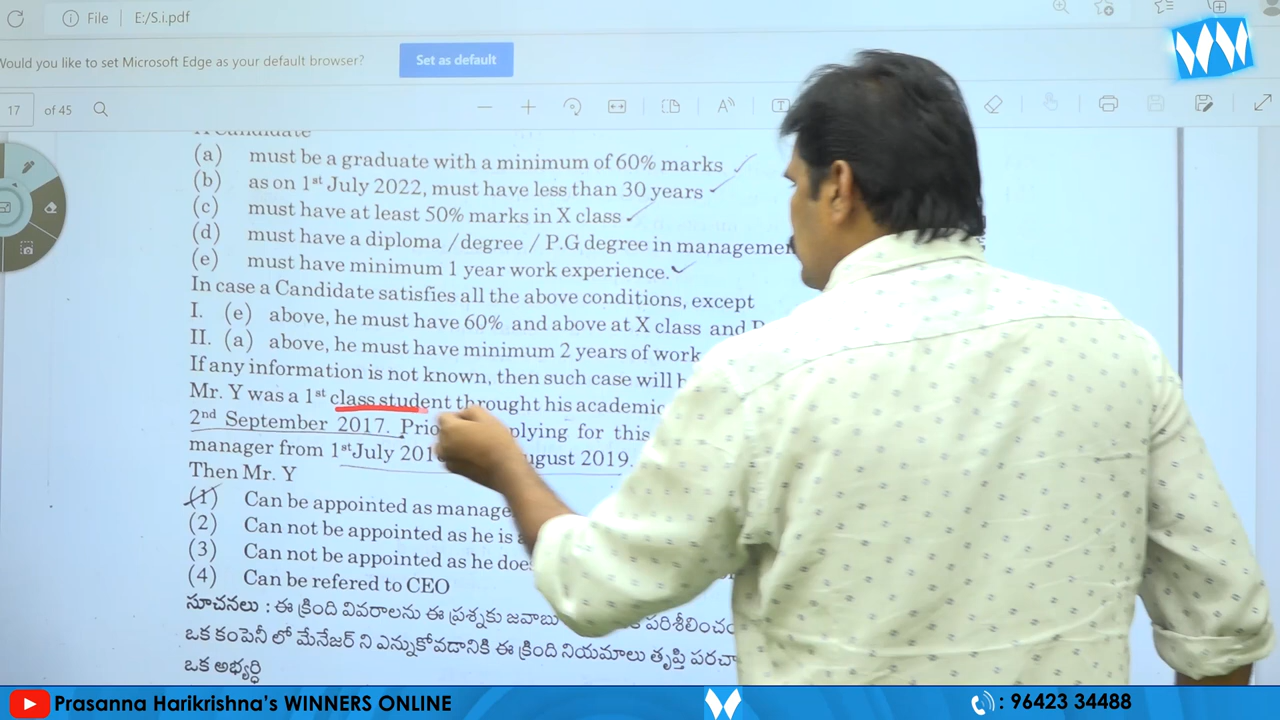 File E:/S.i.pdf
Would you like to set Microsoft Edge as your default browser? Set as default
17 of 45
A Candidate
(a) must be a graduate with a minimum of 60% marks
(b) as on 1st July 2022, must have less than 30 years
(c) must have at least 50% marks in X class
(d) must have a diploma / degree / P.G degree in managemen
(e) must have minimum 1 year work experience.
In case a Candidate satisfies all the above conditions, except
I. (e) above, he must have 60% and above at X class and
II. (a) above, he must have minimum 2 years of work
If any information is not known, then such case will
Mr. Y was a 1st class student throught his academic
2nd September 2017. for this
manager from 1st July 2019.
Then Mr. Y
(1) Can be appointed as manage
(2) Can not be appointed as he is
(3) Can not be appointed as he doe
(4) Can be refered to CEO
సూచనలు : ఈ క్రింది వివరాలను ఈ ప్రశ్నకు జవాబు
ఒక కంపెనీ లో మేనేజర్ ని ఎన్నుకోవడానికి ఈ క్రింది నియమాలు తృప్తి
ఒక అభ్యర్ధి
Prasanna Harikrishna's WINNERS ONLINE : 96423 34488